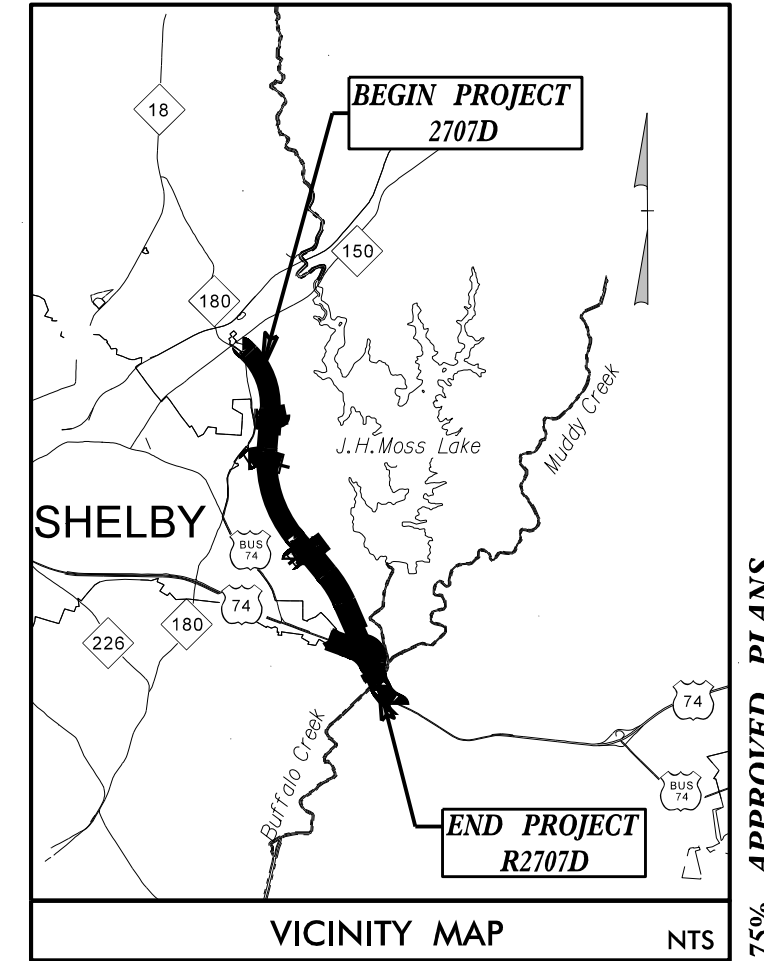 BEGIN PROJECT
2707D
18
150
180
J.H.Moss Lake
Muddy Creek
SHELBY
BUS
74
74
180
226
74
BUS
74
Buffalo Creek
END PROJECT
R2707D
VICINITY MAP
NTS
75% APPROVED PLANS